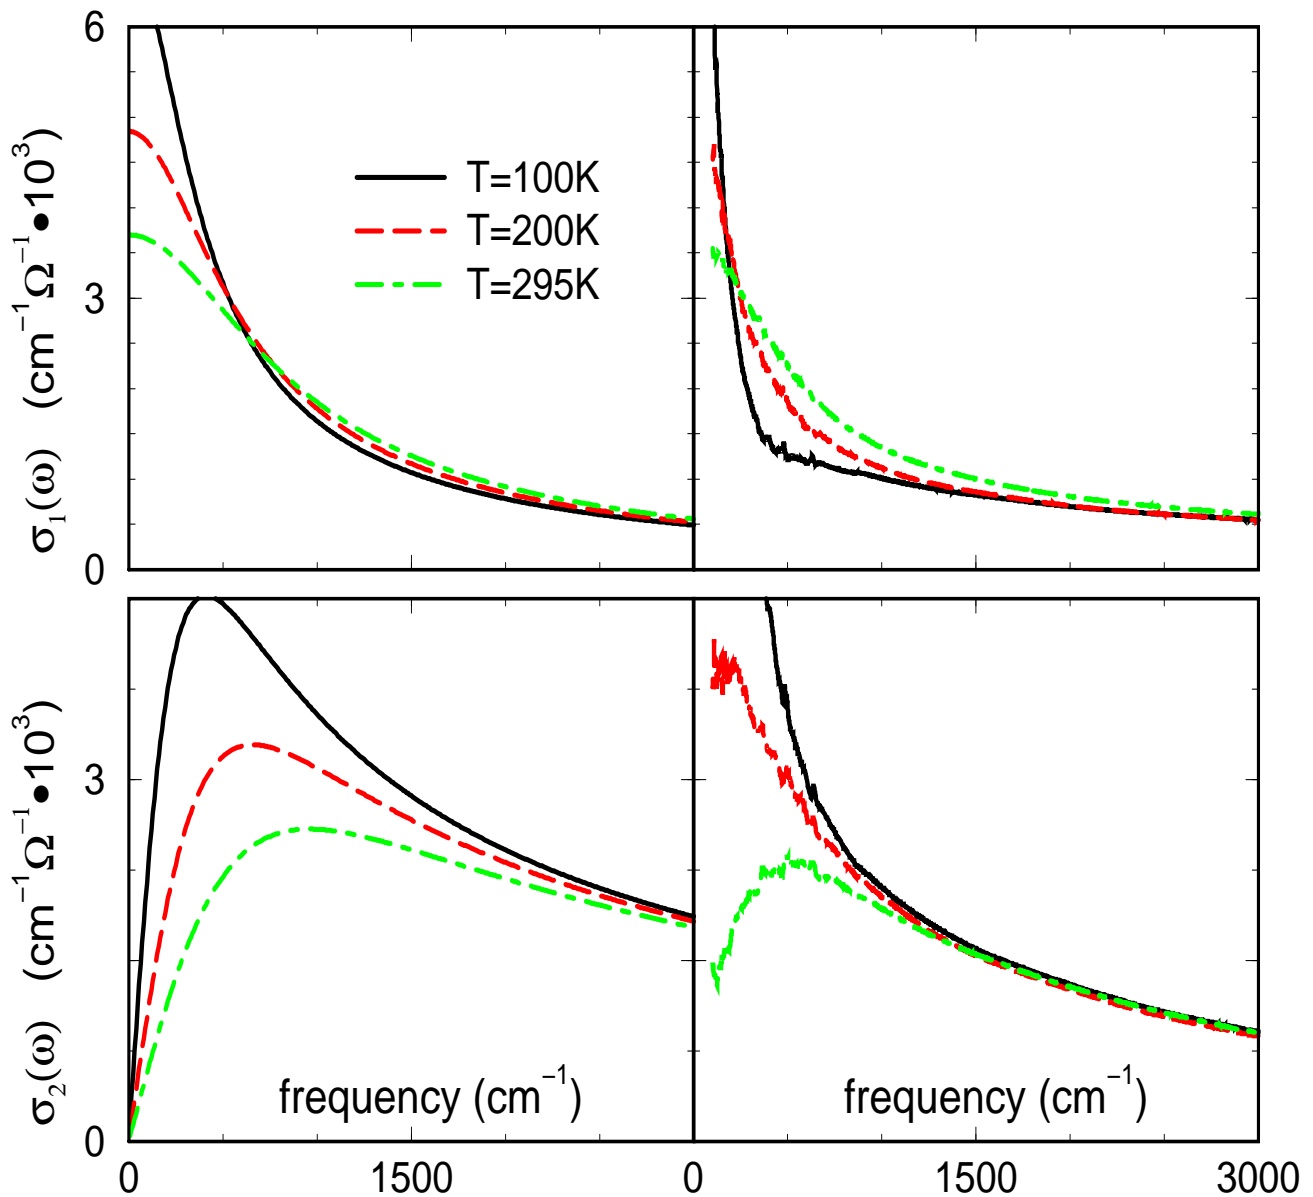 6
3
0
σ₁(ω) (cm⁻¹Ω⁻¹•10³)
T=100K
T=200K
T=295K
3
0
σ₂(ω) (cm⁻¹Ω⁻¹•10³)
frequency (cm⁻¹) frequency (cm⁻¹)
0 1500 0 1500 3000